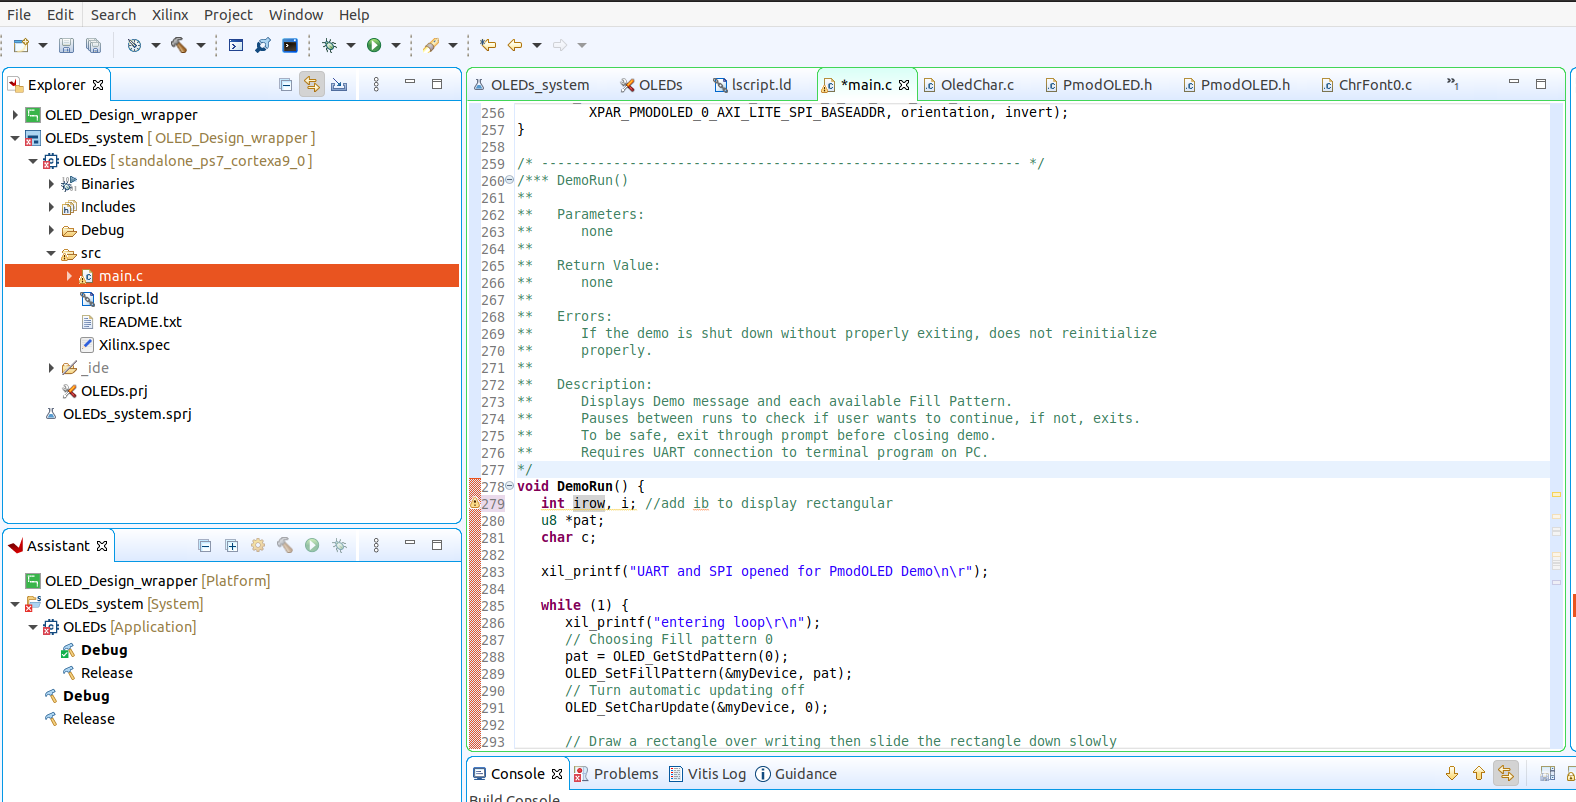 File Edit Search Xilinx Project Window Help
Explorer
OLED_Design_wrapper
OLEDs_system [ OLED_Design_wrapper ]
OLEDs [ standalone_ps7_cortexa9_0 ]
Binaries
Includes
Debug
src
main.c
lscript.ld
README.txt
Xilinx.spec
_ide
OLEDs.prj
OLEDs_system.sprj
Assistant
OLED_Design_wrapper [Platform]
OLEDs_system [System]
OLEDs [Application]
Debug
Release
Debug
Release
OLEDs_system OLEDs lscript.ld *main.c OledChar.c PmodOLED.h PmodOLED.h ChrFont0.c »1
256 XPAR_PMODOLED_0_AXI_LITE_SPI_BASEADDR, orientation, invert);
257 }
258
259 /* ------------------------------------------------------------ */
260 /*** DemoRun()
261 **
262 ** Parameters:
263 ** none
264 **
265 ** Return Value:
266 ** none
267 **
268 ** Errors:
269 ** If the demo is shut down without properly exiting, does not reinitialize
270 ** properly.
271 **
272 ** Description:
273 ** Displays Demo message and each available Fill Pattern.
274 ** Pauses between runs to check if user wants to continue, if not, exits.
275 ** To be safe, exit through prompt before closing demo.
276 ** Requires UART connection to terminal program on PC.
277 */
278 void DemoRun() {
279 int irow, i; //add ib to display rectangular
280 u8 *pat;
281 char c;
282
283 xil_printf("UART and SPI opened for PmodOLED Demo\n\r");
284
285 while (1) {
286 xil_printf("entering loop\r\n");
287 // Choosing Fill pattern 0
288 pat = OLED_GetStdPattern(0);
289 OLED_SetFillPattern(&myDevice, pat);
290 // Turn automatic updating off
291 OLED_SetCharUpdate(&myDevice, 0);
292
293 // Draw a rectangle over writing then slide the rectangle down slowly
Console Problems Vitis Log Guidance
Build Console